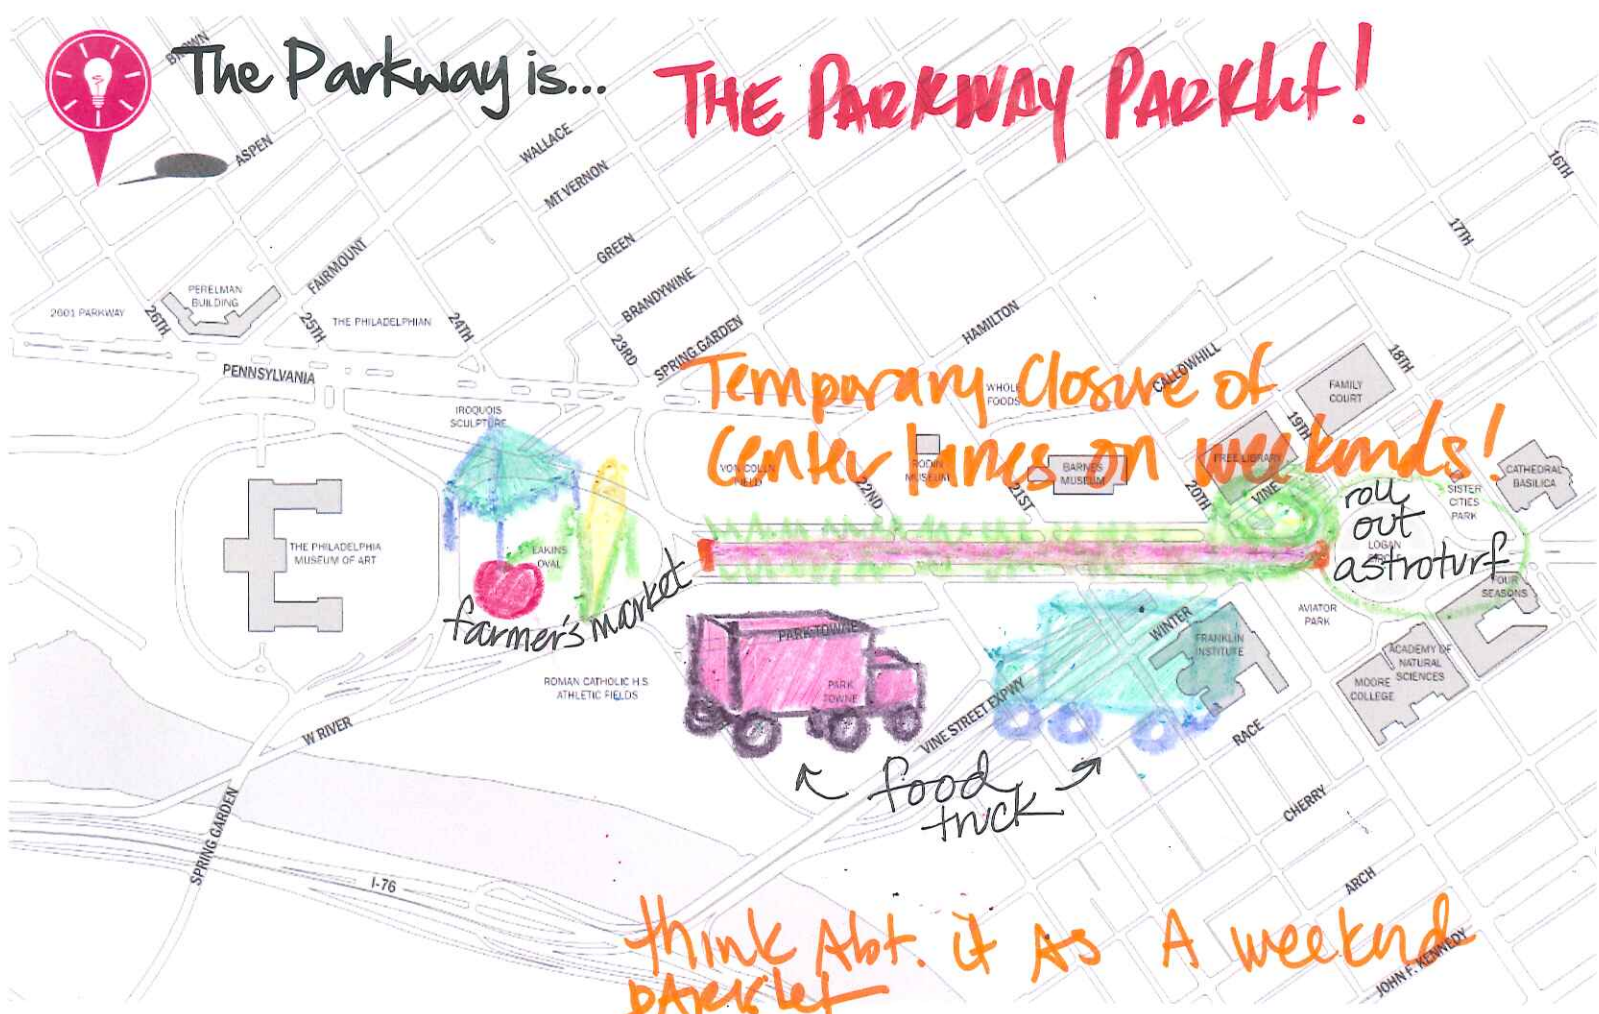 The Parkway is...
THE PARKWAY PARKlet!
BROWN
ASPEN
WALLACE
MT VERNON
16TH
17TH
GREEN
FAIRMOUNT
PERELMAN
BUILDING
BRANDYWINE
2601 PARKWAY
26TH
25TH
THE PHILADELPHIAN
24TH
23RD
SPRING GARDEN
HAMILTON
CALLOWHILL
18TH
PENNSYLVANIA
Temporary Closure of
center lanes on weekends!
WHOLE
FOODS
FAMILY
COURT
19TH
IROQUOIS
SCULPTURE
VON COLLN
FIELD
RODIN
MUSEUM
BARNES
MUSEUM
FREE LIBRARY
CATHEDRAL
BASILICA
22ND
21ST
20TH
VINE
SISTER
CITIES
PARK
roll
out
astroturf
LOGAN
CIRCLE
THE PHILADELPHIA
MUSEUM OF ART
EAKINS
OVAL
farmer's market
FOUR
SEASONS
AVIATOR
PARK
PARK TOWNE
WINTER
FRANKLIN
INSTITUTE
ACADEMY OF
NATURAL
SCIENCES
MOORE
COLLEGE
ROMAN CATHOLIC H.S.
ATHLETIC FIELDS
PARK
TOWNE
W RIVER
VINE STREET EXPWY
RACE
food
truck
CHERRY
SPRING GARDEN
I-76
ARCH
think Abt. it As A weekend
parklet
JOHN F. KENNEDY